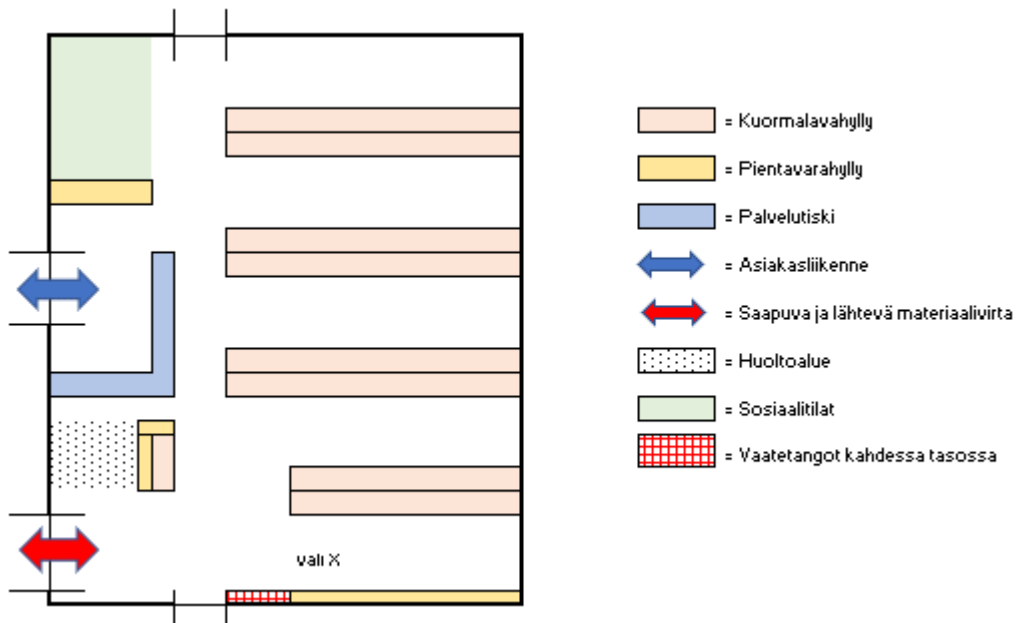 = Kuormalavahylly
= Pientavarahylly
= Palvelutiski
= Asiakasliikenne
= Saapuva ja lähtevä materiaalivirta
= Huoltoalue
= Sosiaalitilat
= Vaatetangot kahdessa tasossa
väli X